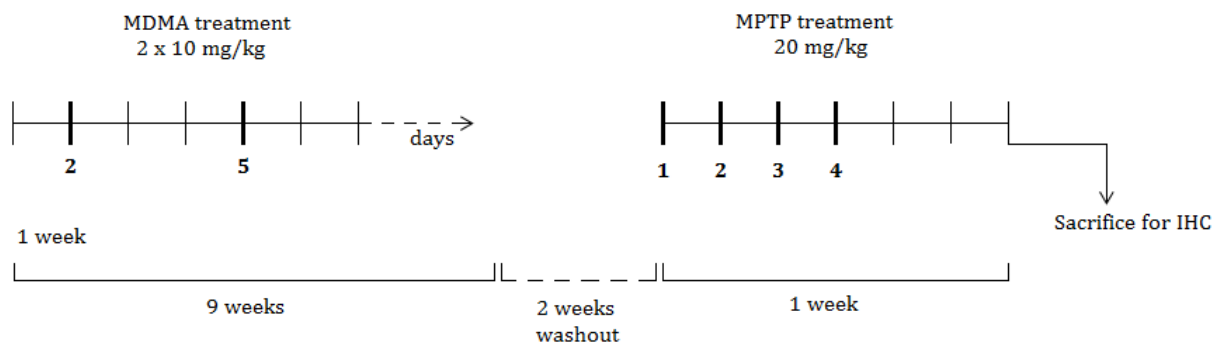 MDMA treatment
2 x 10 mg/kg
MPTP treatment
20 mg/kg
days
2
5
1
2
3
4
Sacrifice for IHC
1 week
9 weeks
2 weeks
washout
1 week